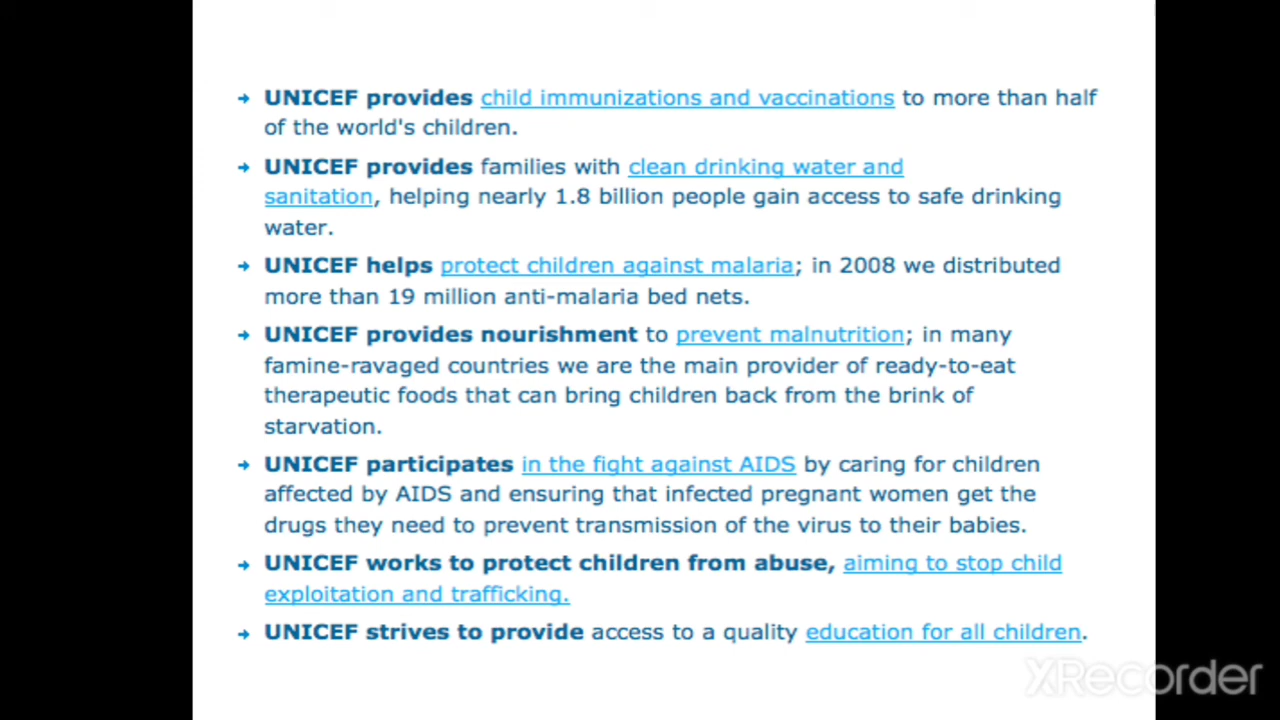 → UNICEF provides child immunizations and vaccinations to more than half
of the world's children.
→ UNICEF provides families with clean drinking water and
sanitation, helping nearly 1.8 billion people gain access to safe drinking
water.
→ UNICEF helps protect children against malaria; in 2008 we distributed
more than 19 million anti-malaria bed nets.
→ UNICEF provides nourishment to prevent malnutrition; in many
famine-ravaged countries we are the main provider of ready-to-eat
therapeutic foods that can bring children back from the brink of
starvation.
→ UNICEF participates in the fight against AIDS by caring for children
affected by AIDS and ensuring that infected pregnant women get the
drugs they need to prevent transmission of the virus to their babies.
→ UNICEF works to protect children from abuse, aiming to stop child
exploitation and trafficking.
→ UNICEF strives to provide access to a quality education for all children.
XRecorder